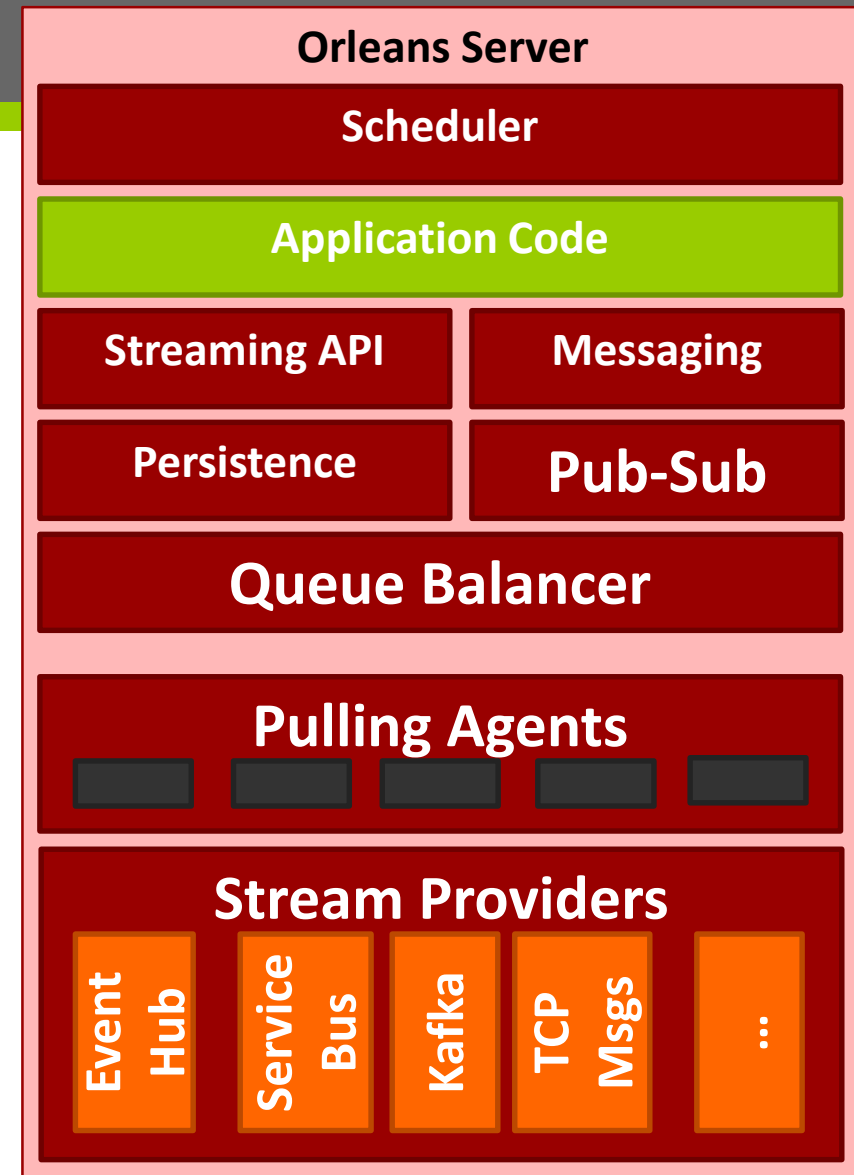 Orleans Server
Scheduler
Application Code
Streaming API
Messaging
Persistence
Pub-Sub
Queue Balancer
Pulling Agents
Stream Providers
Event
Hub
Service
Bus
Kafka
TCP
Msgs
...